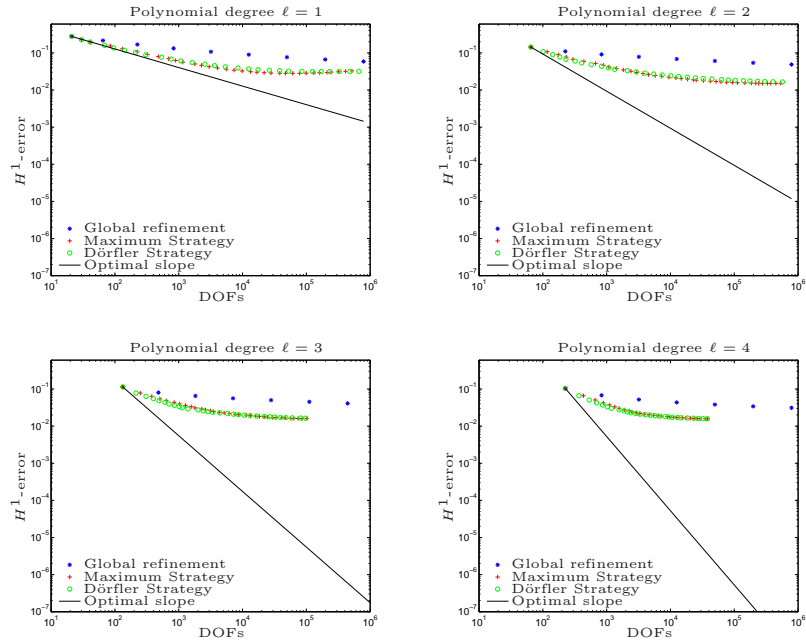 Polynomial degree ℓ = 1
10⁻¹
10⁻²
10⁻³
10⁻⁴
10⁻⁵
10⁻⁶
10⁻⁷
H¹-error
Global refinement
Maximum Strategy
Dörfler Strategy
Optimal slope
10¹ 10² 10³ 10⁴ 10⁵ 10⁶
DOFs
Polynomial degree ℓ = 2
10⁻¹
10⁻²
10⁻³
10⁻⁴
10⁻⁵
10⁻⁶
10⁻⁷
H¹-error
Global refinement
Maximum Strategy
Dörfler Strategy
Optimal slope
10¹ 10² 10³ 10⁴ 10⁵ 10⁶
DOFs
Polynomial degree ℓ = 3
10⁻¹
10⁻²
10⁻³
10⁻⁴
10⁻⁵
10⁻⁶
10⁻⁷
H¹-error
Global refinement
Maximum Strategy
Dörfler Strategy
Optimal slope
10¹ 10² 10³ 10⁴ 10⁵ 10⁶
DOFs
Polynomial degree ℓ = 4
10⁻¹
10⁻²
10⁻³
10⁻⁴
10⁻⁵
10⁻⁶
10⁻⁷
H¹-error
Global refinement
Maximum Strategy
Dörfler Strategy
Optimal slope
10¹ 10² 10³ 10⁴ 10⁵ 10⁶
DOFs